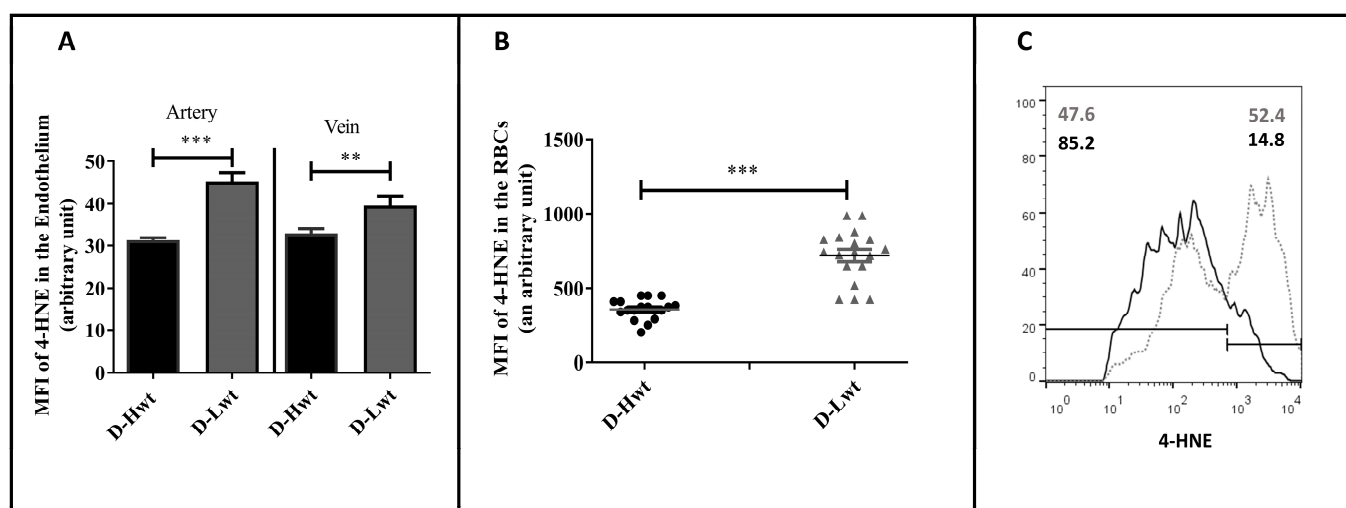 A
Artery
***
Vein
**
MFI of 4-HNE in the Endothelium
(arbitrary unit)
50
40
30
20
10
0
D-Hwt
D-Lwt
D-Hwt
D-Lwt
B
***
MFI of 4-HNE in the RBCs
(an arbitrary unit)
1500
1000
500
0
D-Hwt
D-Lwt
C
47.6 52.4
85.2 14.8
100
80
60
40
20
0
10^0 10^1 10^2 10^3 10^4
4-HNE